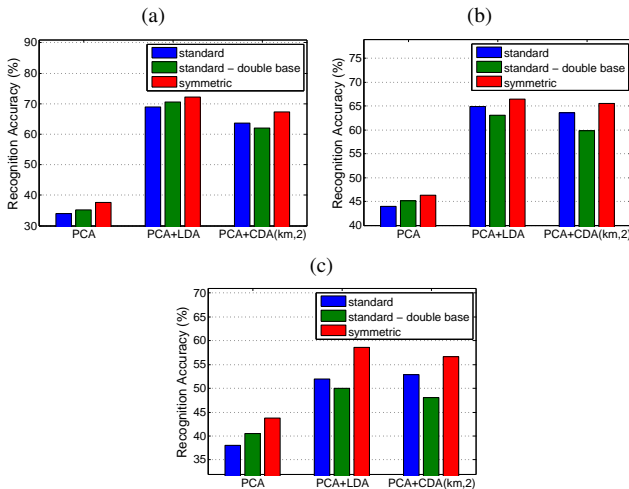 (a)
(b)
90
80
70
60
50
40
30
Recognition Accuracy (%)
standard
standard − double base
symmetric
PCA
PCA+LDA
PCA+CDA(km,2)
75
70
65
60
55
50
45
40
Recognition Accuracy (%)
standard
standard − double base
symmetric
PCA
PCA+LDA
PCA+CDA(km,2)
(c)
70
65
60
55
50
45
40
35
Recognition Accuracy (%)
standard
standard − double base
symmetric
PCA
PCA+LDA
PCA+CDA(km,2)